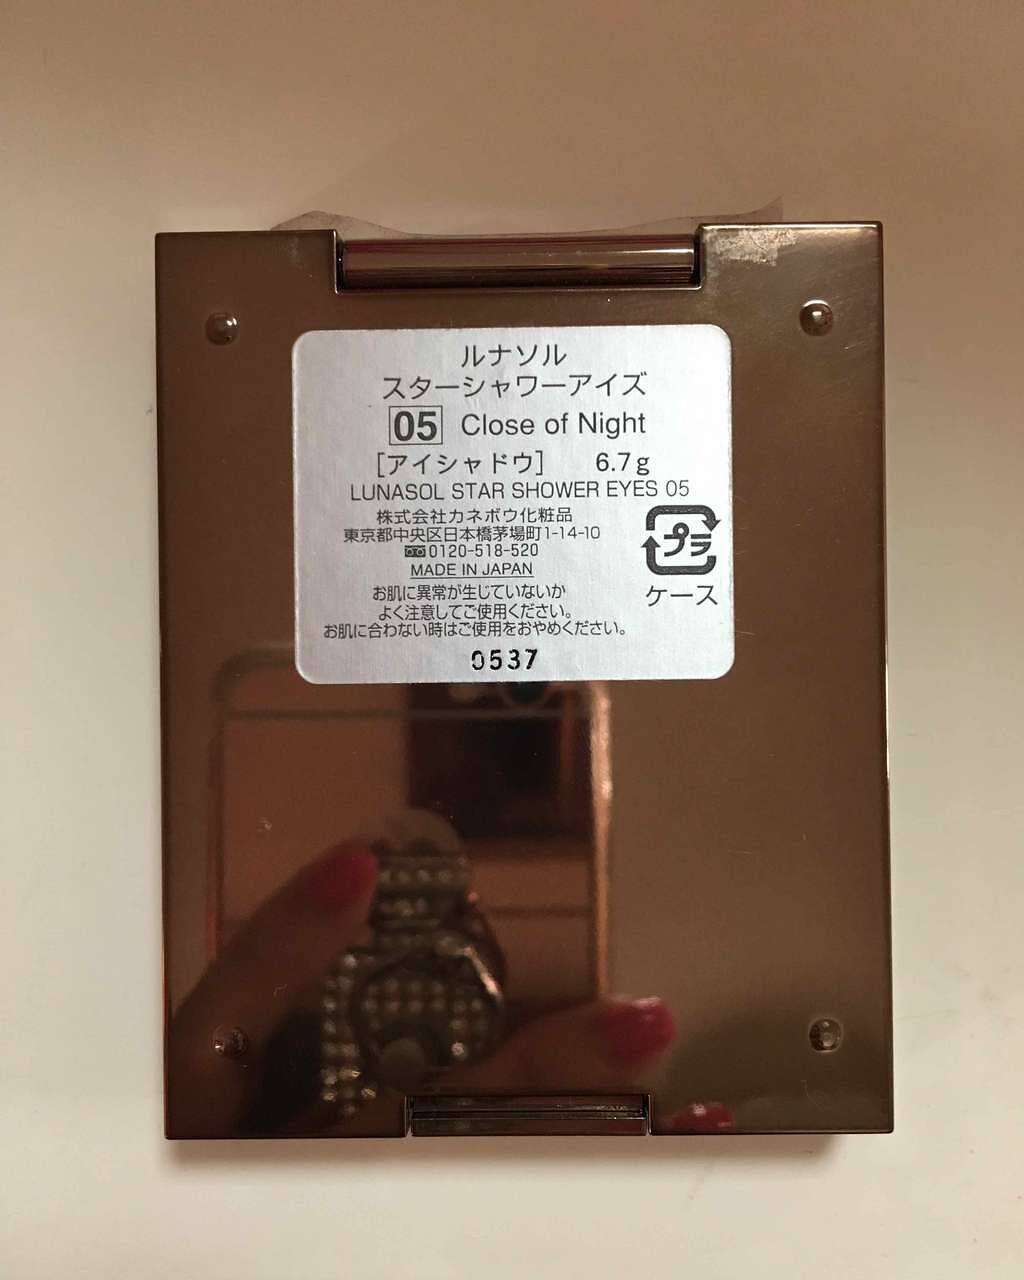 ルナソル
スターシャワーアイズ
05 Close of Night
[アイシャドウ] 6.7g
LUNASOL STAR SHOWER EYES 05
株式会社カネボウ化粧品
東京都中央区日本橋茅場町1-14-10
0120-518-520
MADE IN JAPAN
プラ
ケース
お肌に異常が生じていないか
よく注意してご使用ください。
お肌に合わない時はご使用をおやめください。
0537